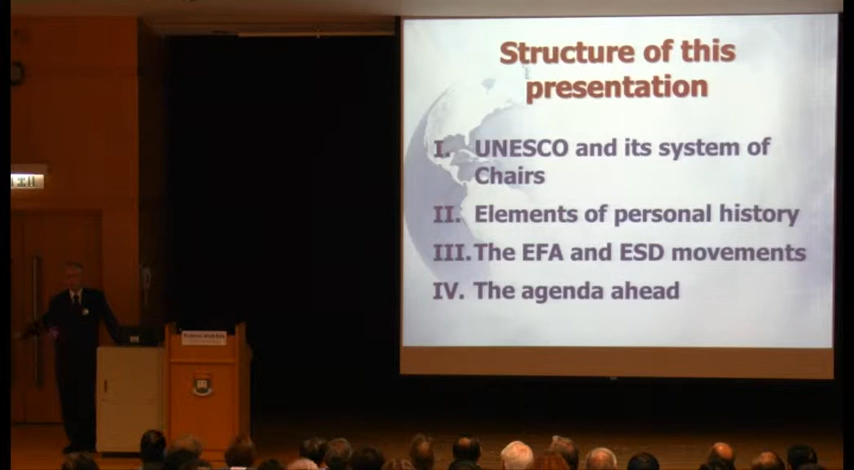 Structure of this
presentation
I. UNESCO and its system of
Chairs
II. Elements of personal history
III. The EFA and ESD movements
IV. The agenda ahead